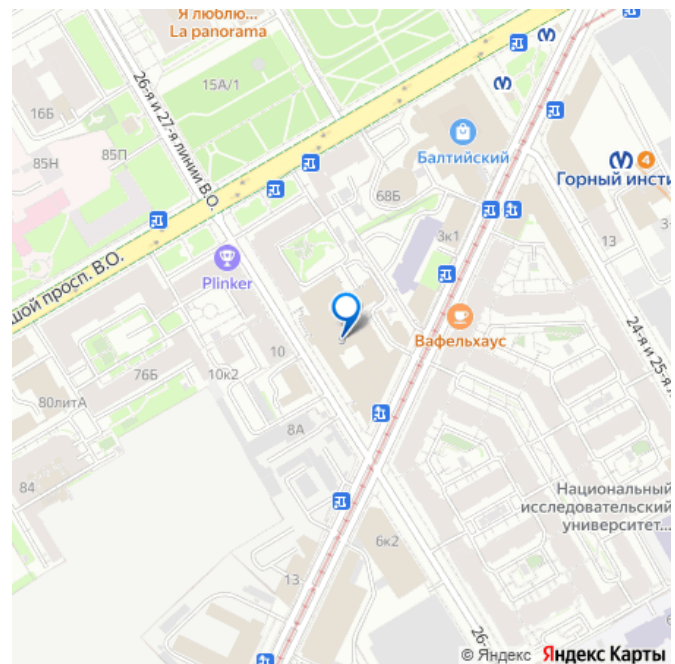 Я люблю...
La panorama
15А/1
16Б
26-я и 27-я линии В.О.
85Н
85П
Балтийский
68Б
Горный инсти
4
3к1
13
3-
шой просп. В.О.
Plinker
Вафельхаус
24-я и 25-я л
10
76Б
10к2
80литА
8А
84
Национальный
исследовательский
университет...
6к2
13
26-
© Яндекс Яндекс Карты